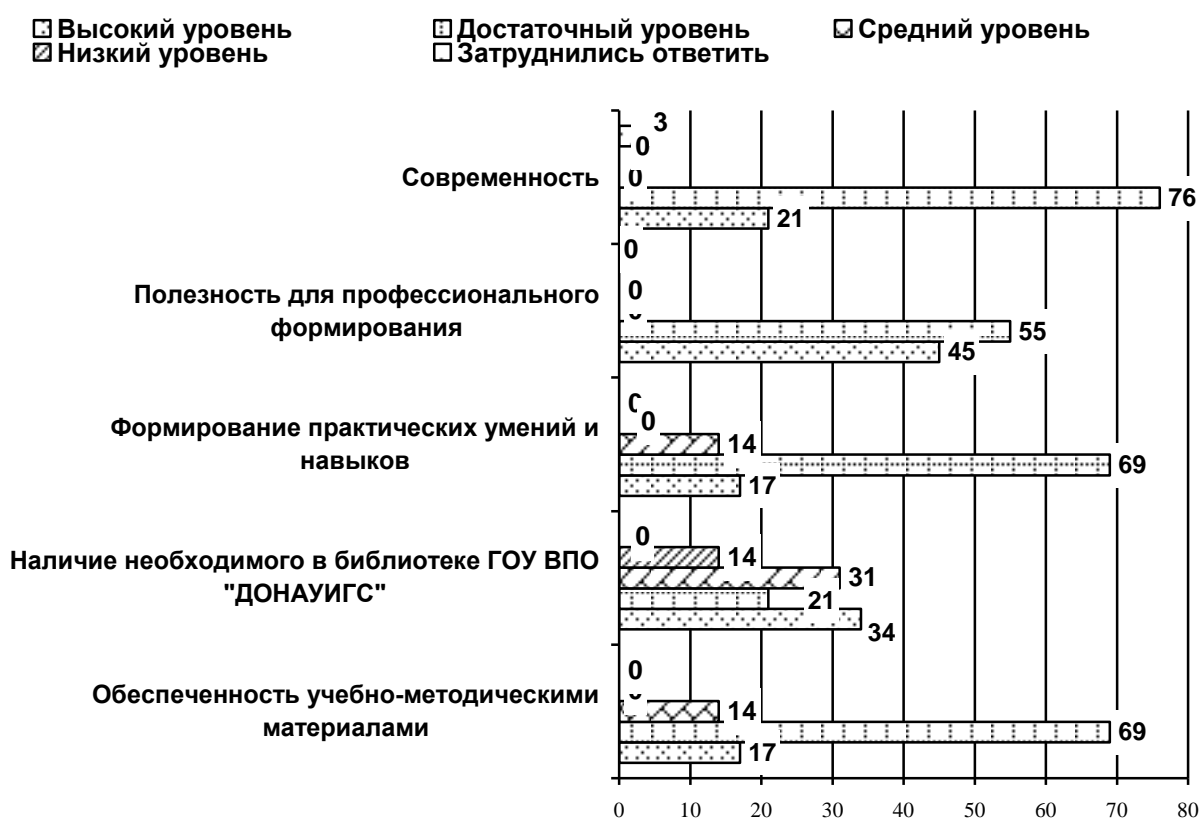 Высокий уровень
Достаточный уровень
Средний уровень
Низкий уровень
Затруднились ответить
3
0
0
Современность
76
21
0
Полезность для профессионального
формирования
0
55
45
0
Формирование практических умений и
навыков
14
69
17
0
Наличие необходимого в библиотеке ГОУ ВПО
"ДОНАУИГС"
14
31
21
34
0
Обеспеченность учебно-методическими
материалами
14
69
17
0 10 20 30 40 50 60 70 80